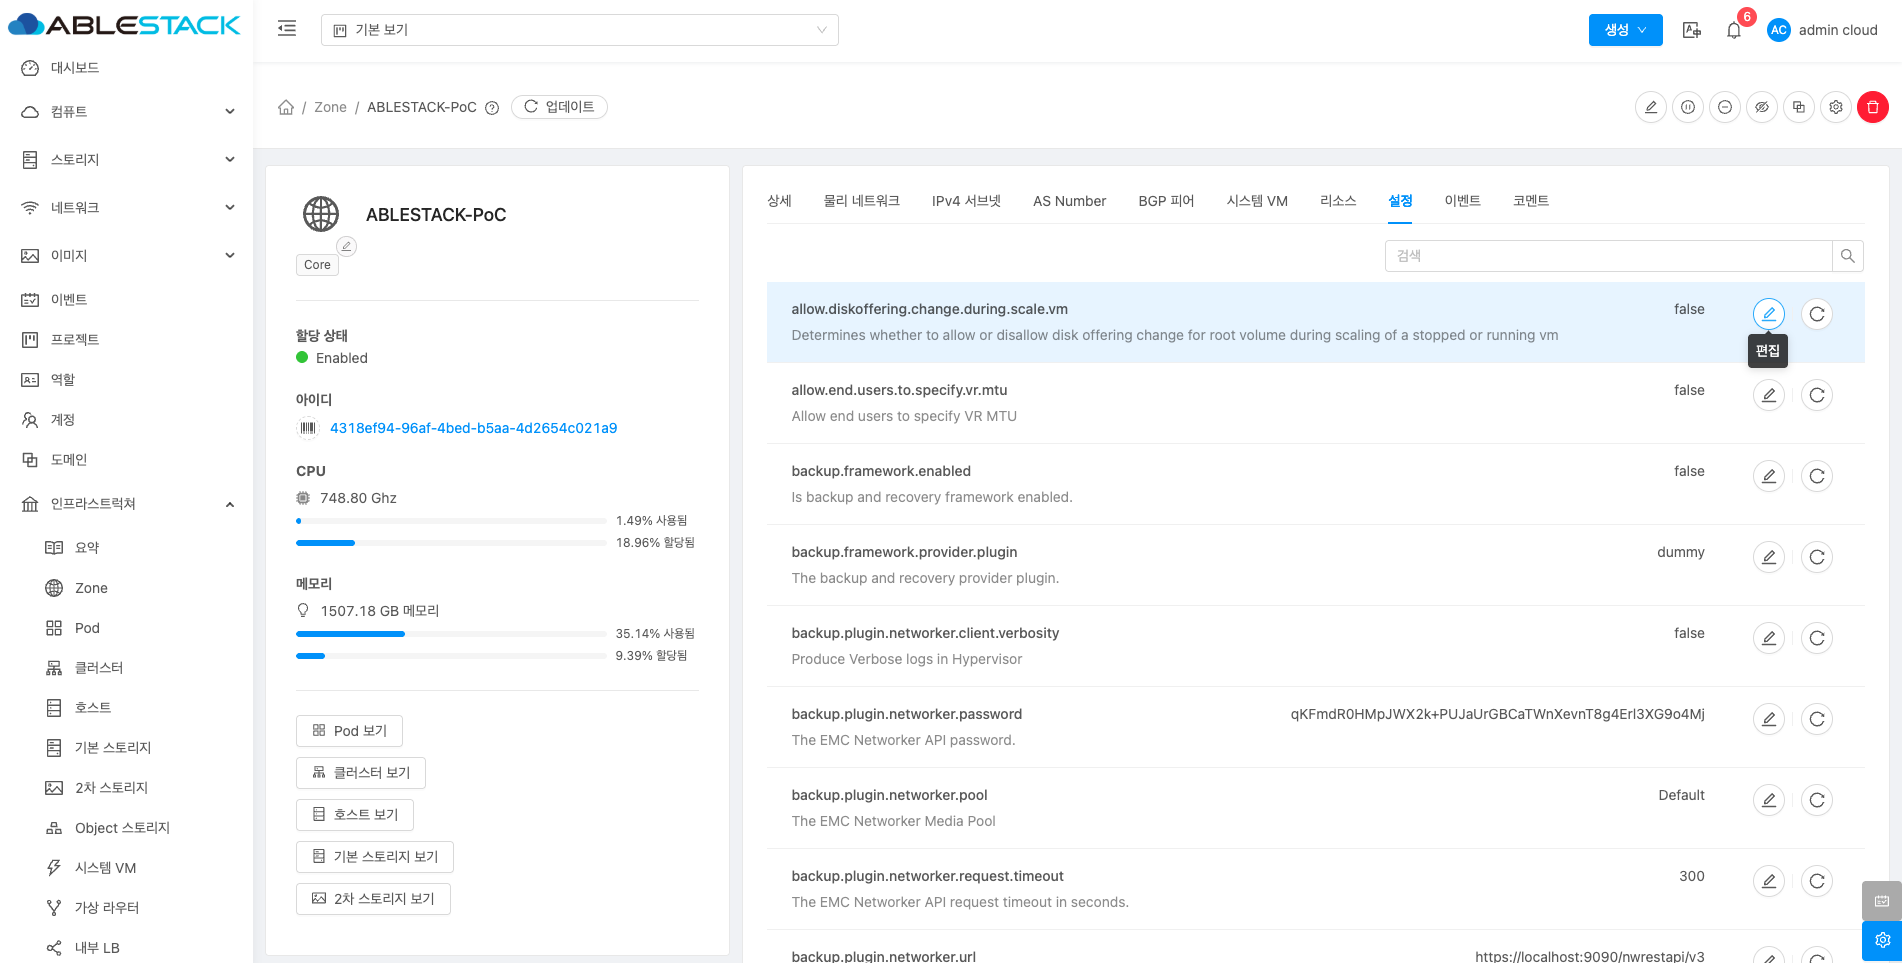 ABLESTACK
기본 보기
생성
6
AC
admin cloud
대시보드
컴퓨트
스토리지
네트워크
이미지
이벤트
프로젝트
역할
계정
도메인
인프라스트럭쳐
요약
Zone
Pod
클러스터
호스트
기본 스토리지
2차 스토리지
Object 스토리지
시스템 VM
가상 라우터
내부 LB
/ Zone / ABLESTACK-PoC
업데이트
ABLESTACK-PoC
Core
할당 상태
Enabled
아이디
4318ef94-96af-4bed-b5aa-4d2654c021a9
CPU
748.80 Ghz
1.49% 사용됨
18.96% 할당됨
메모리
1507.18 GB 메모리
35.14% 사용됨
9.39% 할당됨
Pod 보기
클러스터 보기
호스트 보기
기본 스토리지 보기
2차 스토리지 보기
상세 물리 네트워크 IPv4 서브넷 AS Number BGP 피어 시스템 VM 리소스 설정 이벤트 코멘트
검색
allow.diskoffering.change.during.scale.vm false
Determines whether to allow or disallow disk offering change for root volume during scaling of a stopped or running vm
편집
allow.end.users.to.specify.vr.mtu false
Allow end users to specify VR MTU
backup.framework.enabled false
Is backup and recovery framework enabled.
backup.framework.provider.plugin dummy
The backup and recovery provider plugin.
backup.plugin.networker.client.verbosity false
Produce Verbose logs in Hypervisor
backup.plugin.networker.password qKFmdR0HMpJWX2k+PUJaUrGBCaTWnXevnT8g4Erl3XG9o4Mj
The EMC Networker API password.
backup.plugin.networker.pool Default
The EMC Networker Media Pool
backup.plugin.networker.request.timeout 300
The EMC Networker API request timeout in seconds.
backup.plugin.networker.url https://localhost:9090/nwrestapi/v3